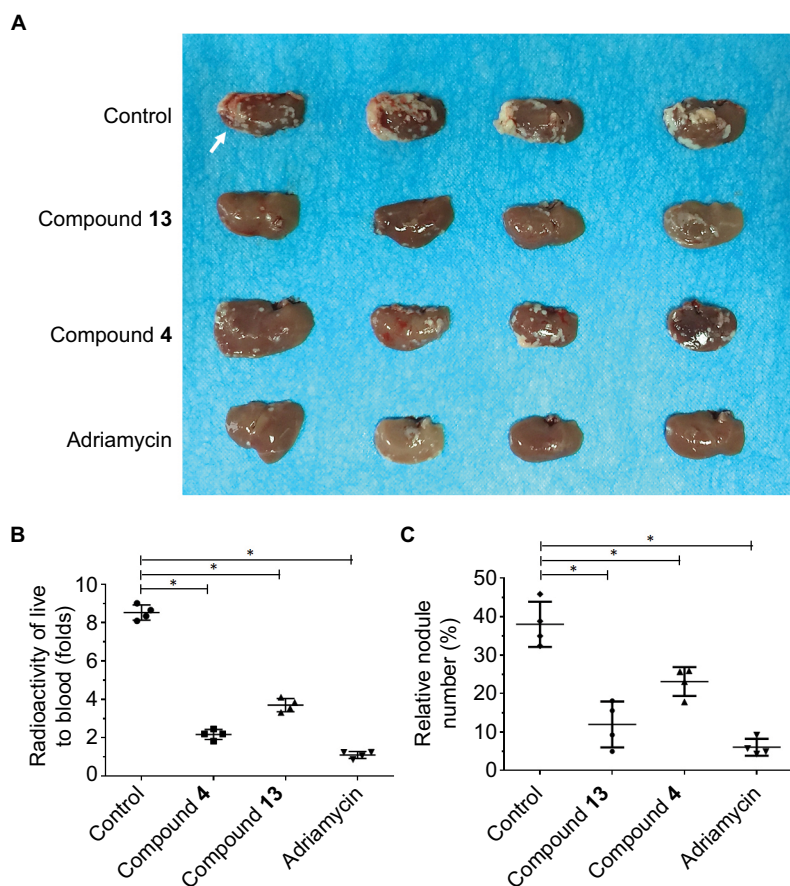 A
Control
Compound 13
Compound 4
Adriamycin
B
* 
*
*
Radioactivity of live
to blood (folds)
10
8
6
4
2
0
Control
Compound 4
Compound 13
Adriamycin
C
*
*
*
Relative nodule
number (%)
50
40
30
20
10
0
Control
Compound 13
Compound 4
Adriamycin